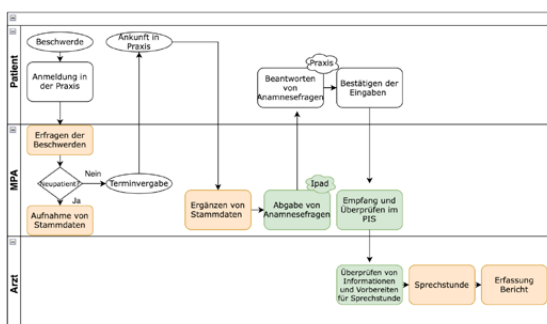 Patient
Beschwerde
Anmeldung in
der Praxis
Ankunft in
Praxis
Praxis
Beantworten
von
Anamnesefragen
Bestätigen der
Eingaben
MPA
Erfragen der
Beschwerden
Neupatient?
Nein
Ja
Terminvergabe
Aufnahme von
Stammdaten
Ergänzen von
Stammdaten
Ipad
Abgabe von
Anamnesefragen
Empfang und
Überprüfen im
PIS
Arzt
Überprüfen von
Informationen
und Vorbereiten
für Sprechstunde
Sprechstunde
Erfassung
Bericht